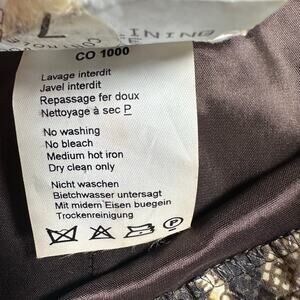 NING
CO 1000
Lavage interdit
Javel interdit
Repassage fer doux
Nettoyage à sec P
No washing
No bleach
Medium hot iron
Dry clean only
Nicht waschen
Bietchwasser untersagt
Mit midem Eisen buegein
Trockenreinigung
P